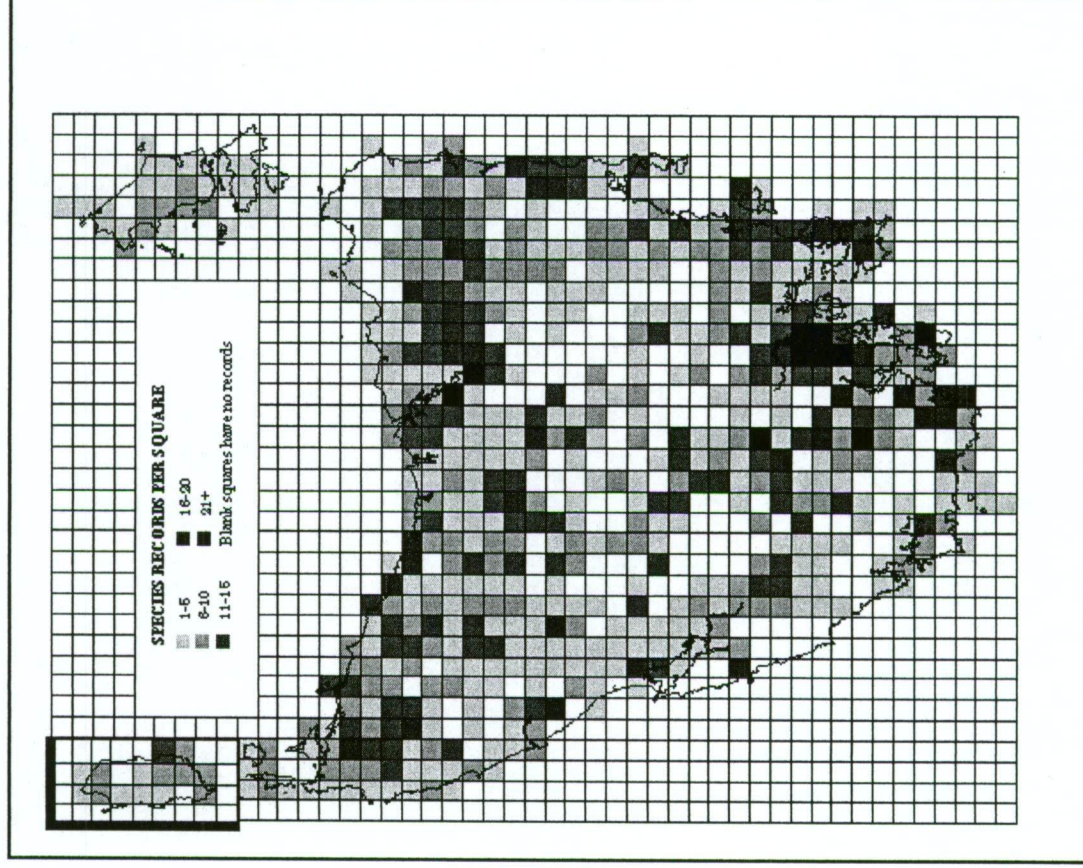 SPECIES RECORDS PER SQUARE
1-5
6-10
11-15
16-20
21+
Blank squares have no records